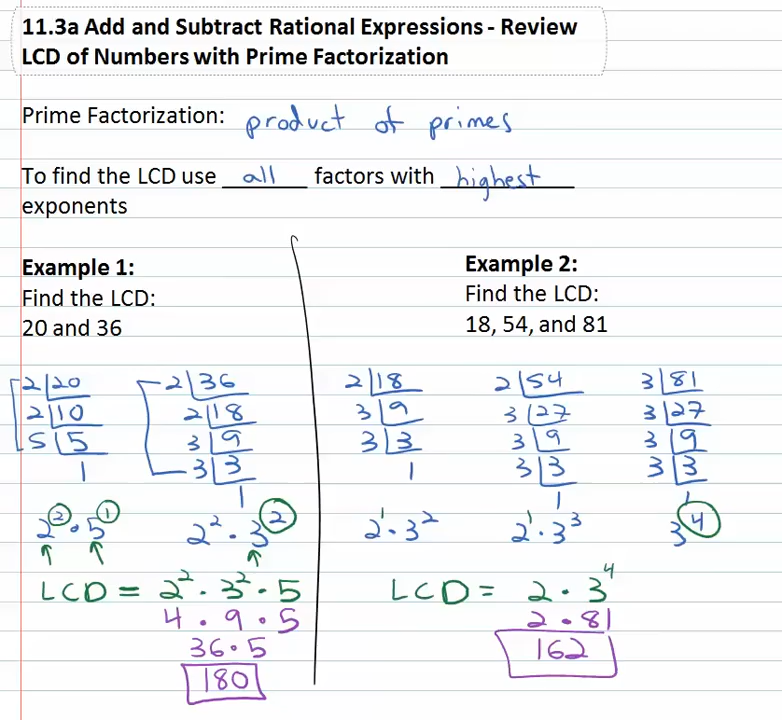 11.3a Add and Subtract Rational Expressions - Review
LCD of Numbers with Prime Factorization
Prime Factorization: product of primes
To find the LCD use all factors with highest
exponents
Example 1:
Find the LCD:
20 and 36
2|20
2|10
5|5
1
2|36
2|18
3|9
3|3
1
2² · 5¹
2² · 3²
LCD = 2² · 3² · 5
4 · 9 · 5
36 · 5
180
Example 2:
Find the LCD:
18, 54, and 81
2|18
3|9
3|3
1
2|54
3|27
3|9
3|3
1
3|81
3|27
3|9
3|3
1
2¹ · 3²
2¹ · 3³
3⁴
LCD = 2 · 3⁴
2 · 81
162